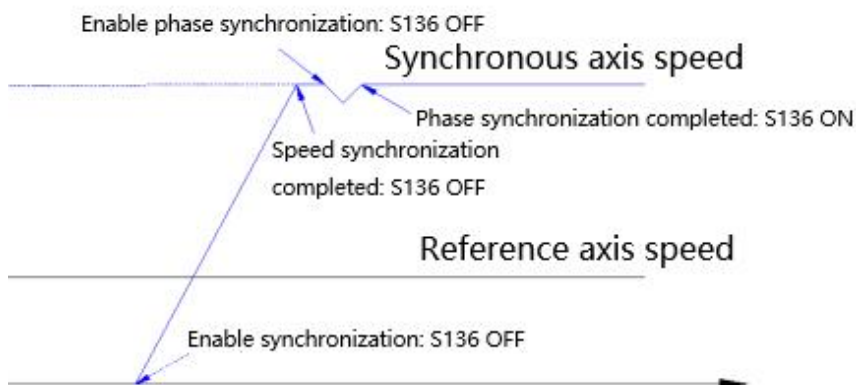 Enable phase synchronization: S136 OFF
Synchronous axis speed
Phase synchronization completed: S136 ON
Speed synchronization
completed: S136 OFF
Reference axis speed
Enable synchronization: S136 OFF